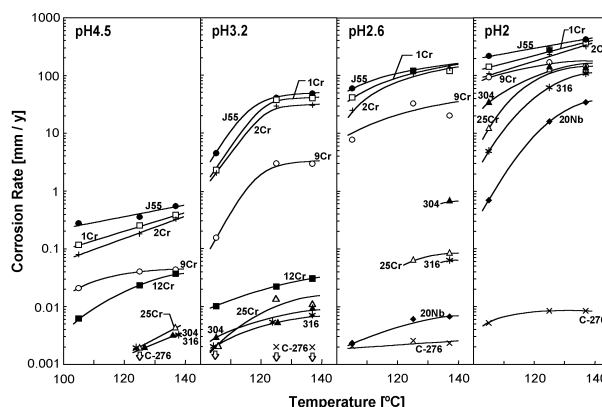 pH4.5 pH3.2 pH2.6 pH2
Corrosion Rate [mm / y]
1000
100
10
1
0.1
0.01
0.001
J55
1Cr
2Cr
9Cr
12Cr
25Cr
304
316
C-276
1Cr
J55
2Cr
9Cr
12Cr
25Cr
304
316
C-276
J55
1Cr
2Cr
9Cr
304
25Cr
316
20Nb
C-276
J55
1Cr
2Cr
9Cr
304
316
25Cr
20Nb
C-276
100 120 140 120 140 120 140 120 140
Temperature [ºC]